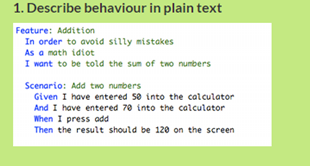 1. Describe behaviour in plain text
Feature: Addition
In order to avoid silly mistakes
As a math idiot
I want to be told the sum of two numbers
Scenario: Add two numbers
Given I have entered 50 into the calculator
And I have entered 70 into the calculator
When I press add
Then the result should be 120 on the screen